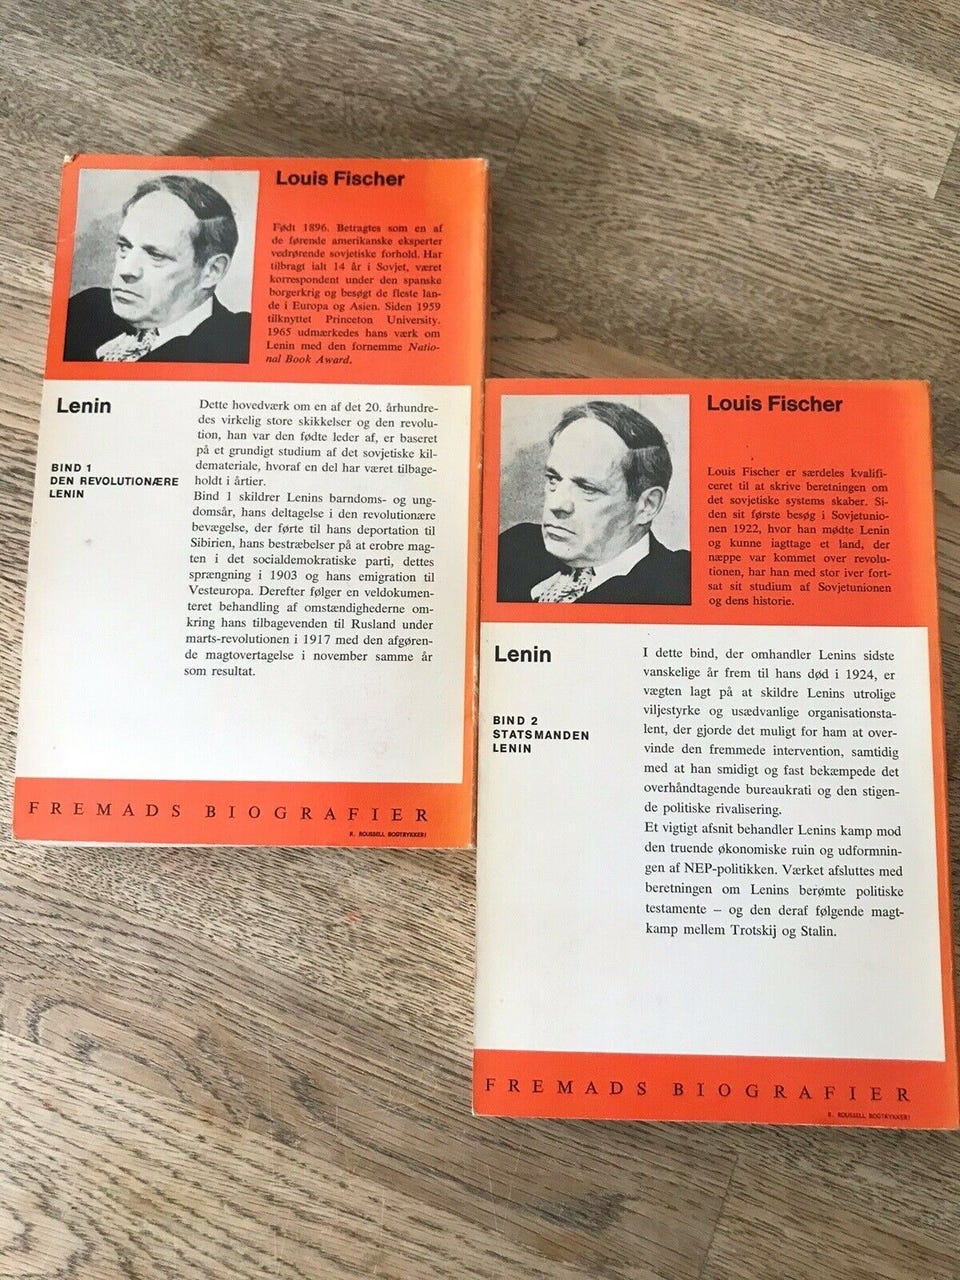 Louis Fischer
Født 1896. Betragtes som en af
de førende amerikanske eksperter
vedrørende sovjetiske forhold. Har
tilbragt ialt 14 år i Sovjet, været
korrespondent under den spanske
borgerkrig og besøgt de fleste lan-
de i Europa og Asien. Siden 1959
tilknyttet Princeton University.
1965 udmærkedes hans værk om
Lenin med den fornemme Natio-
nal Book Award.
Lenin
BIND 1
DEN REVOLUTIONÆRE
LENIN
Dette hovedværk om en af det 20. århundre-
des virkelig store skikkelser og den revolu-
tion, han var den fødte leder af, er baseret
på et grundigt studium af det sovjetiske kil-
demateriale, hvoraf en del har været tilbage-
holdt i årtier.
Bind 1 skildrer Lenins barndoms- og ung-
domsår, hans deltagelse i den revolutionære
bevægelse, der førte til hans deportation til
Sibirien, hans bestræbelser på at erobre mag-
ten i det socialdemokratiske parti, dettes
sprængning i 1903 og hans emigration til
Vesteuropa. Derefter følger en veldokumen-
teret behandling af omstændighederne om-
kring hans tilbagevenden til Rusland under
marts-revolutionen i 1917 med den afgøren-
de magtovertagelse i november samme år
som resultat.
FREMADS BIOGRAFIER
R. ROUSSELL BOGTRYKKERI
Louis Fischer
Louis Fischer er særdeles kvalifi-
ceret til at skrive beretningen om
det sovjetiske systems skaber. Si-
den sit første besøg i Sovjetunio-
nen 1922, hvor han mødte Lenin
og kunne iagttage et land, der
næppe var kommet over revolu-
tionen, har han med stor iver fort-
sat sit studium af Sovjetunionen
og dens historie.
Lenin
BIND 2
STATSMANDEN
LENIN
I dette bind, der omhandler Lenins sidste
vanskelige år frem til hans død i 1924, er
vægten lagt på at skildre Lenins utrolige
viljestyrke og usædvanlige organisationsta-
lent, der gjorde det muligt for ham at over-
vinde den fremmede intervention, samtidig
med at han smidigt og fast bekæmpede det
overhåndtagende bureaukrati og den stigen-
de politiske rivalisering.
Et vigtigt afsnit behandler Lenins kamp mod
den truende økonomiske ruin og udformnin-
gen af NEP-politikken. Værket afsluttes med
beretningen om Lenins berømte politiske
testamente – og den deraf følgende magt-
kamp mellem Trotskij og Stalin.
FREMADS BIOGRAFIER
R. ROUSSELL BOGTRYKKERI